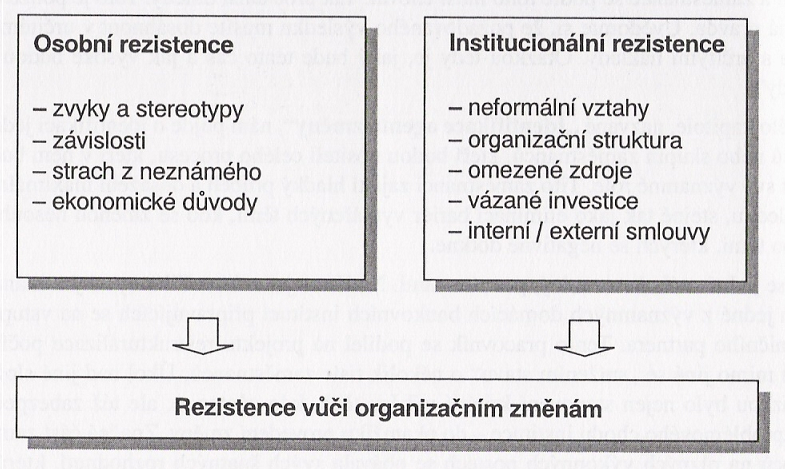 Osobní rezistence
– zvyky a stereotypy
– závislosti
– strach z neznámého
– ekonomické důvody
Institucionální rezistence
– neformální vztahy
– organizační struktura
– omezené zdroje
– vázané investice
– interní / externí smlouvy
Rezistence vůči organizačním změnám